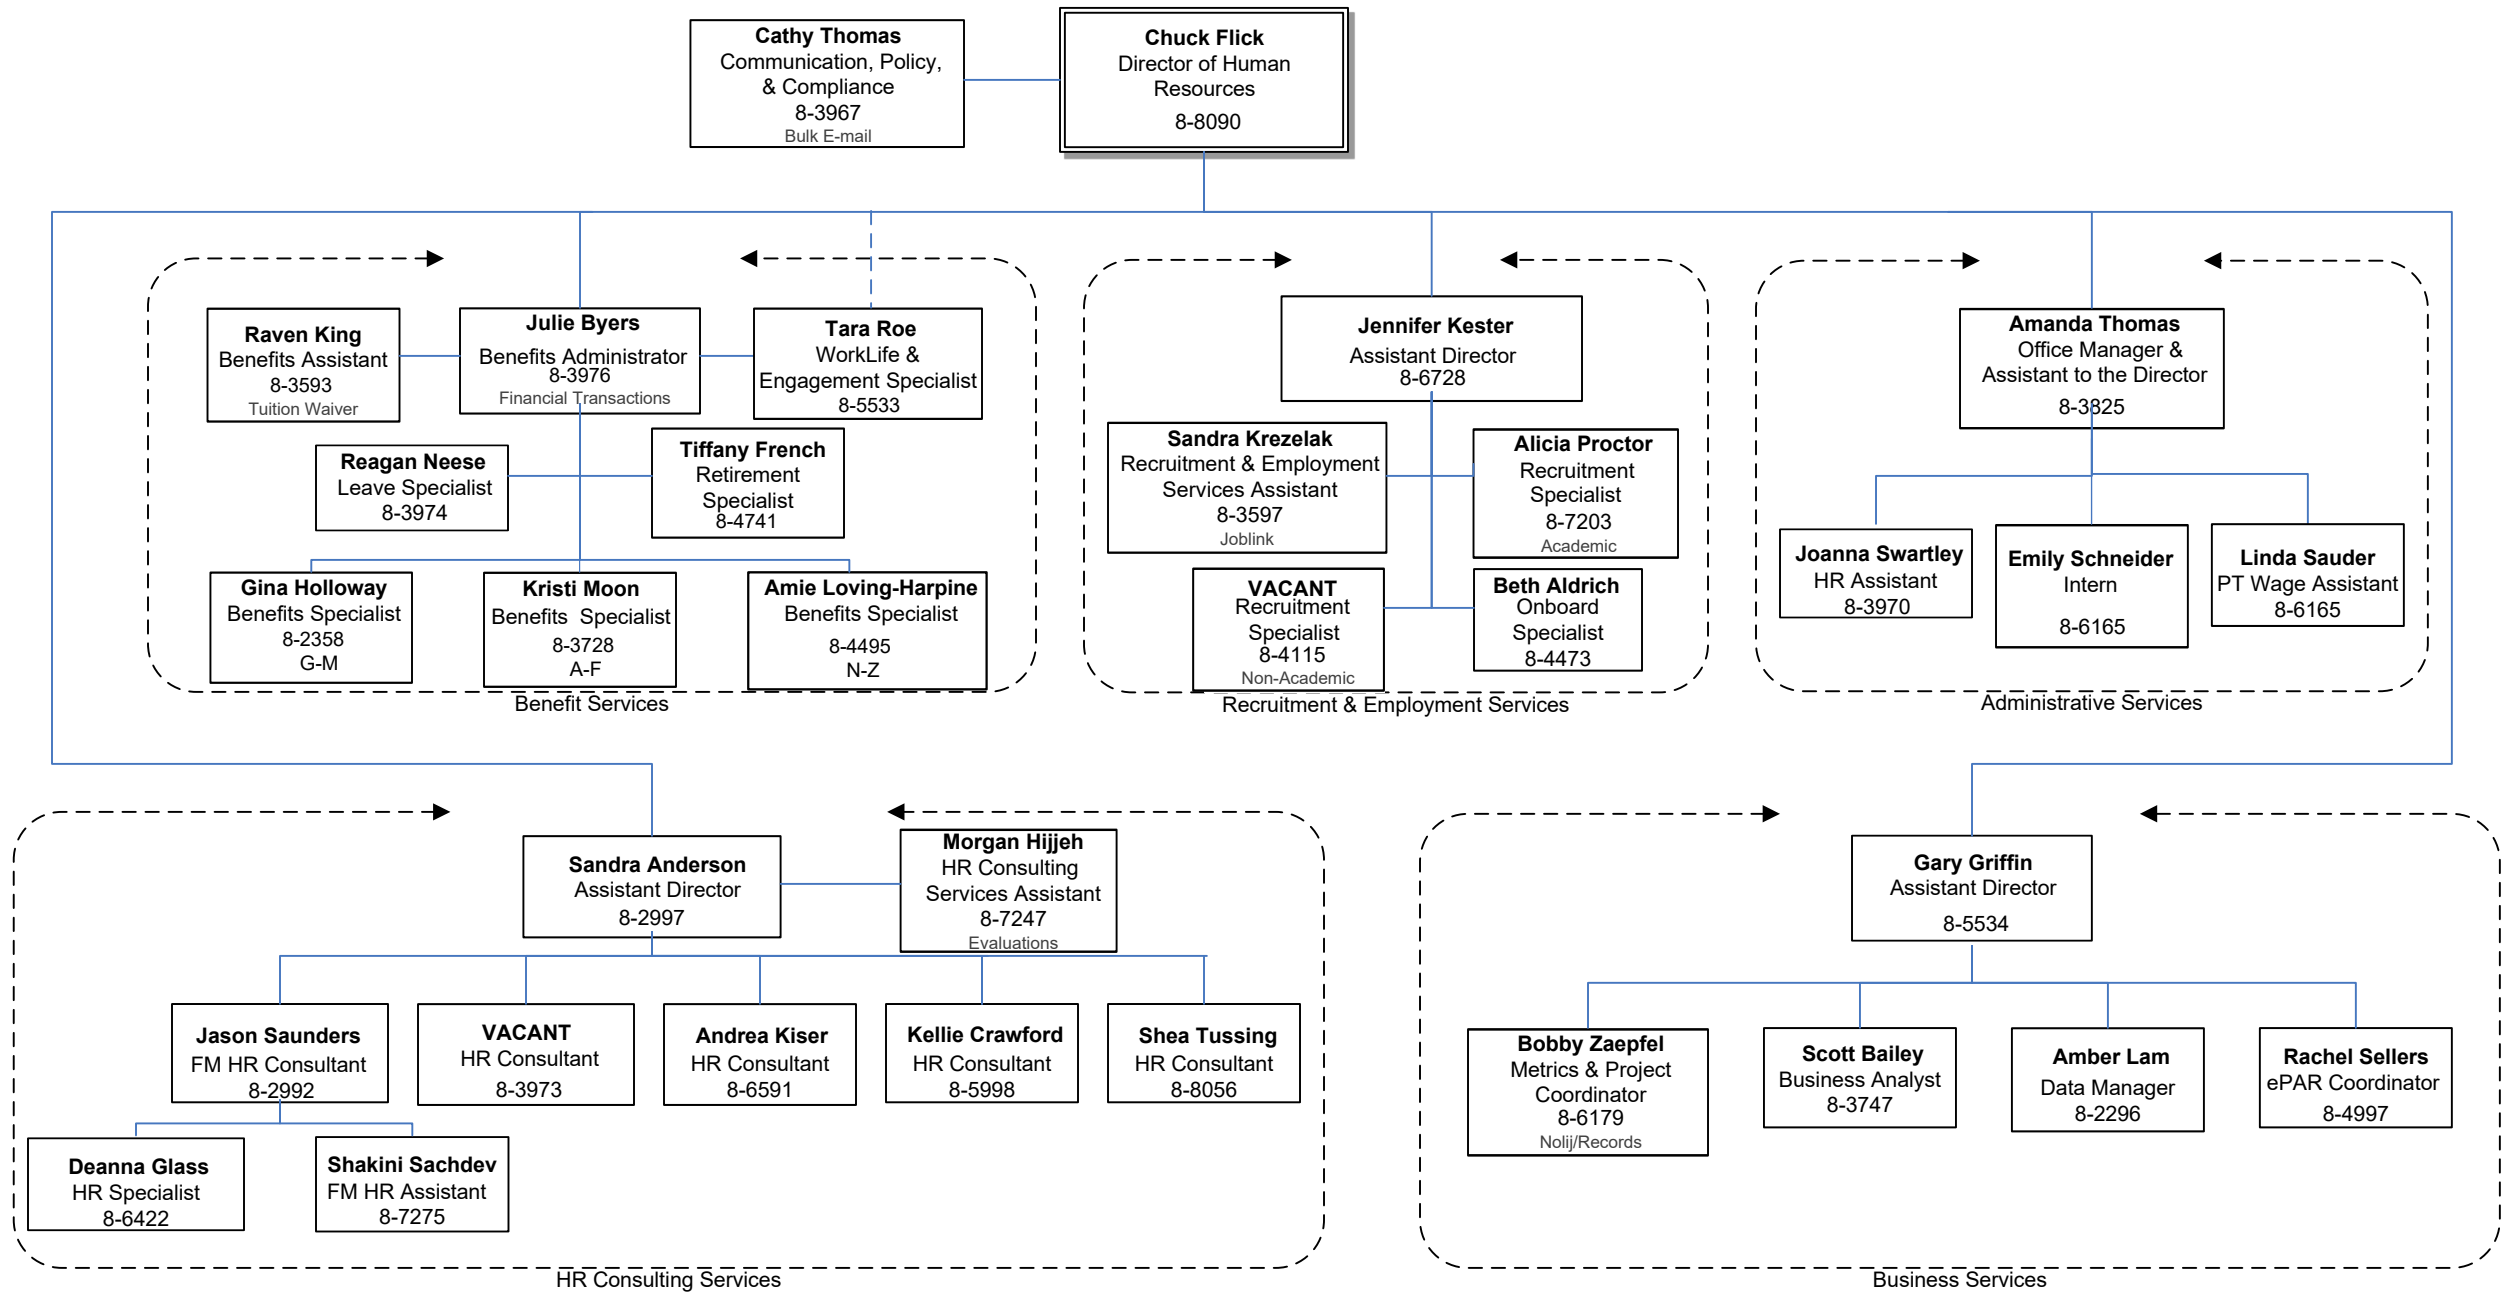 Cathy Thomas
Communication, Policy,
& Compliance
8-3967
Bulk E-mail
Chuck Flick
Director of Human
Resources
8-8090
Raven King
Benefits Assistant
8-3593
Tuition Waiver
Julie Byers
Benefits Administrator
8-3976
Financial Transactions
Tara Roe
WorkLife &
Engagement Specialist
8-5533
Reagan Neese
Leave Specialist
8-3974
Tiffany French
Retirement
Specialist
8-4741
Gina Holloway
Benefits Specialist
8-2358
G-M
Kristi Moon
Benefits  Specialist
8-3728
A-F
Amie Loving-Harpine
Benefits Specialist
8-4495
N-Z
Benefit Services
Jennifer Kester
Assistant Director
8-6728
Sandra Krezelak
Recruitment & Employment
Services Assistant
8-3597
Joblink
Alicia Proctor
Recruitment
Specialist
8-7203
Academic
VACANT
Recruitment
Specialist
8-4115
Non-Academic
Beth Aldrich
Onboard
Specialist
8-4473
Recruitment & Employment Services
Amanda Thomas
Office Manager &
Assistant to the Director
8-3825
Joanna Swartley
HR Assistant
8-3970
Emily Schneider
Intern
8-6165
Linda Sauder
PT Wage Assistant
8-6165
Administrative Services
Sandra Anderson
Assistant Director
8-2997
Morgan Hijjeh
HR Consulting
Services Assistant
8-7247
Evaluations
Jason Saunders
FM HR Consultant
8-2992
VACANT
HR Consultant
8-3973
Andrea Kiser
HR Consultant
8-6591
Kellie Crawford
HR Consultant
8-5998
Shea Tussing
HR Consultant
8-8056
Deanna Glass
HR Specialist
8-6422
Shakini Sachdev
FM HR Assistant
8-7275
HR Consulting Services
Gary Griffin
Assistant Director
8-5534
Bobby Zaepfel
Metrics & Project
Coordinator
8-6179
Nolij/Records
Scott Bailey
Business Analyst
8-3747
Amber Lam
Data Manager
8-2296
Rachel Sellers
ePAR Coordinator
8-4997
Business Services